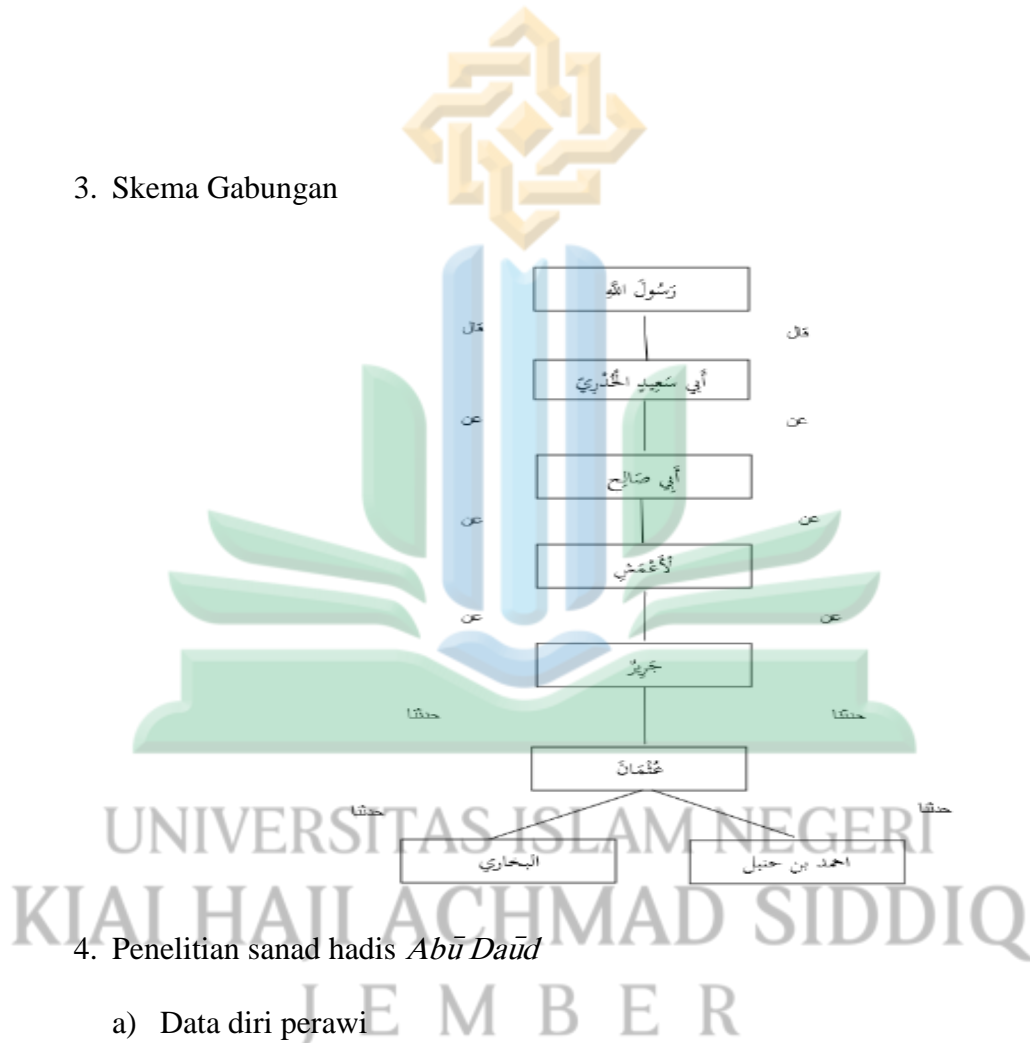 3. Skema Gabungan
رَسُولَ اللَّهِ
قال قال
أَبِي سَعِيدٍ الْخُدْرِيِّ
عن عن
أَبِي صَالِحٍ
عن عن
لْأَعْمَشِ
عن عن
جَرِيرٌ
حدثنا حدثنا
عُثْمَانَ
حدثنا حدثنا
البخاري احمد بن حنبل
UNIVERSITAS ISLAM NEGERI
KIAI HAJI ACHMAD SIDDIQ
4. Penelitian sanad hadis Abū Daūd
JEMBER
a) Data diri perawi